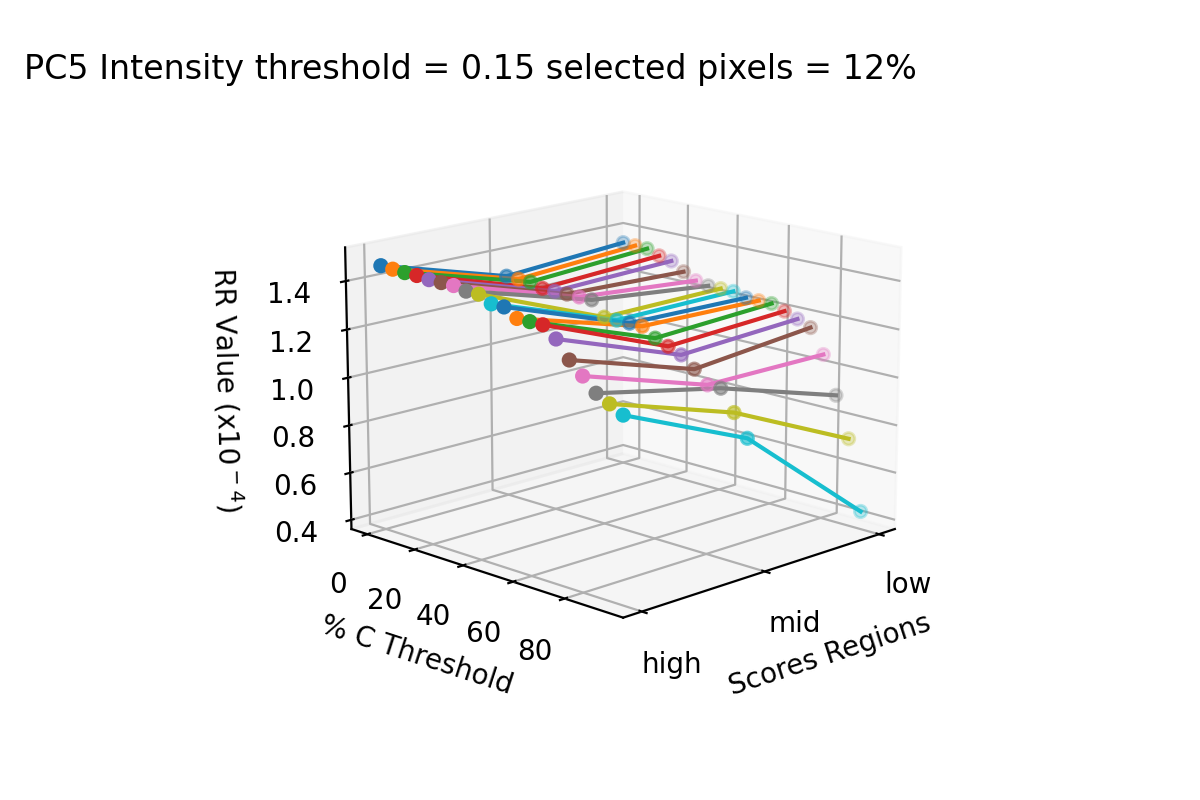 PC5 Intensity threshold = 0.15 selected pixels = 12%
RR Value (x10⁻⁴)
1.4
1.2
1.0
0.8
0.6
0.4
0
20
40
60
80
% C Threshold
high
mid
low
Scores Regions